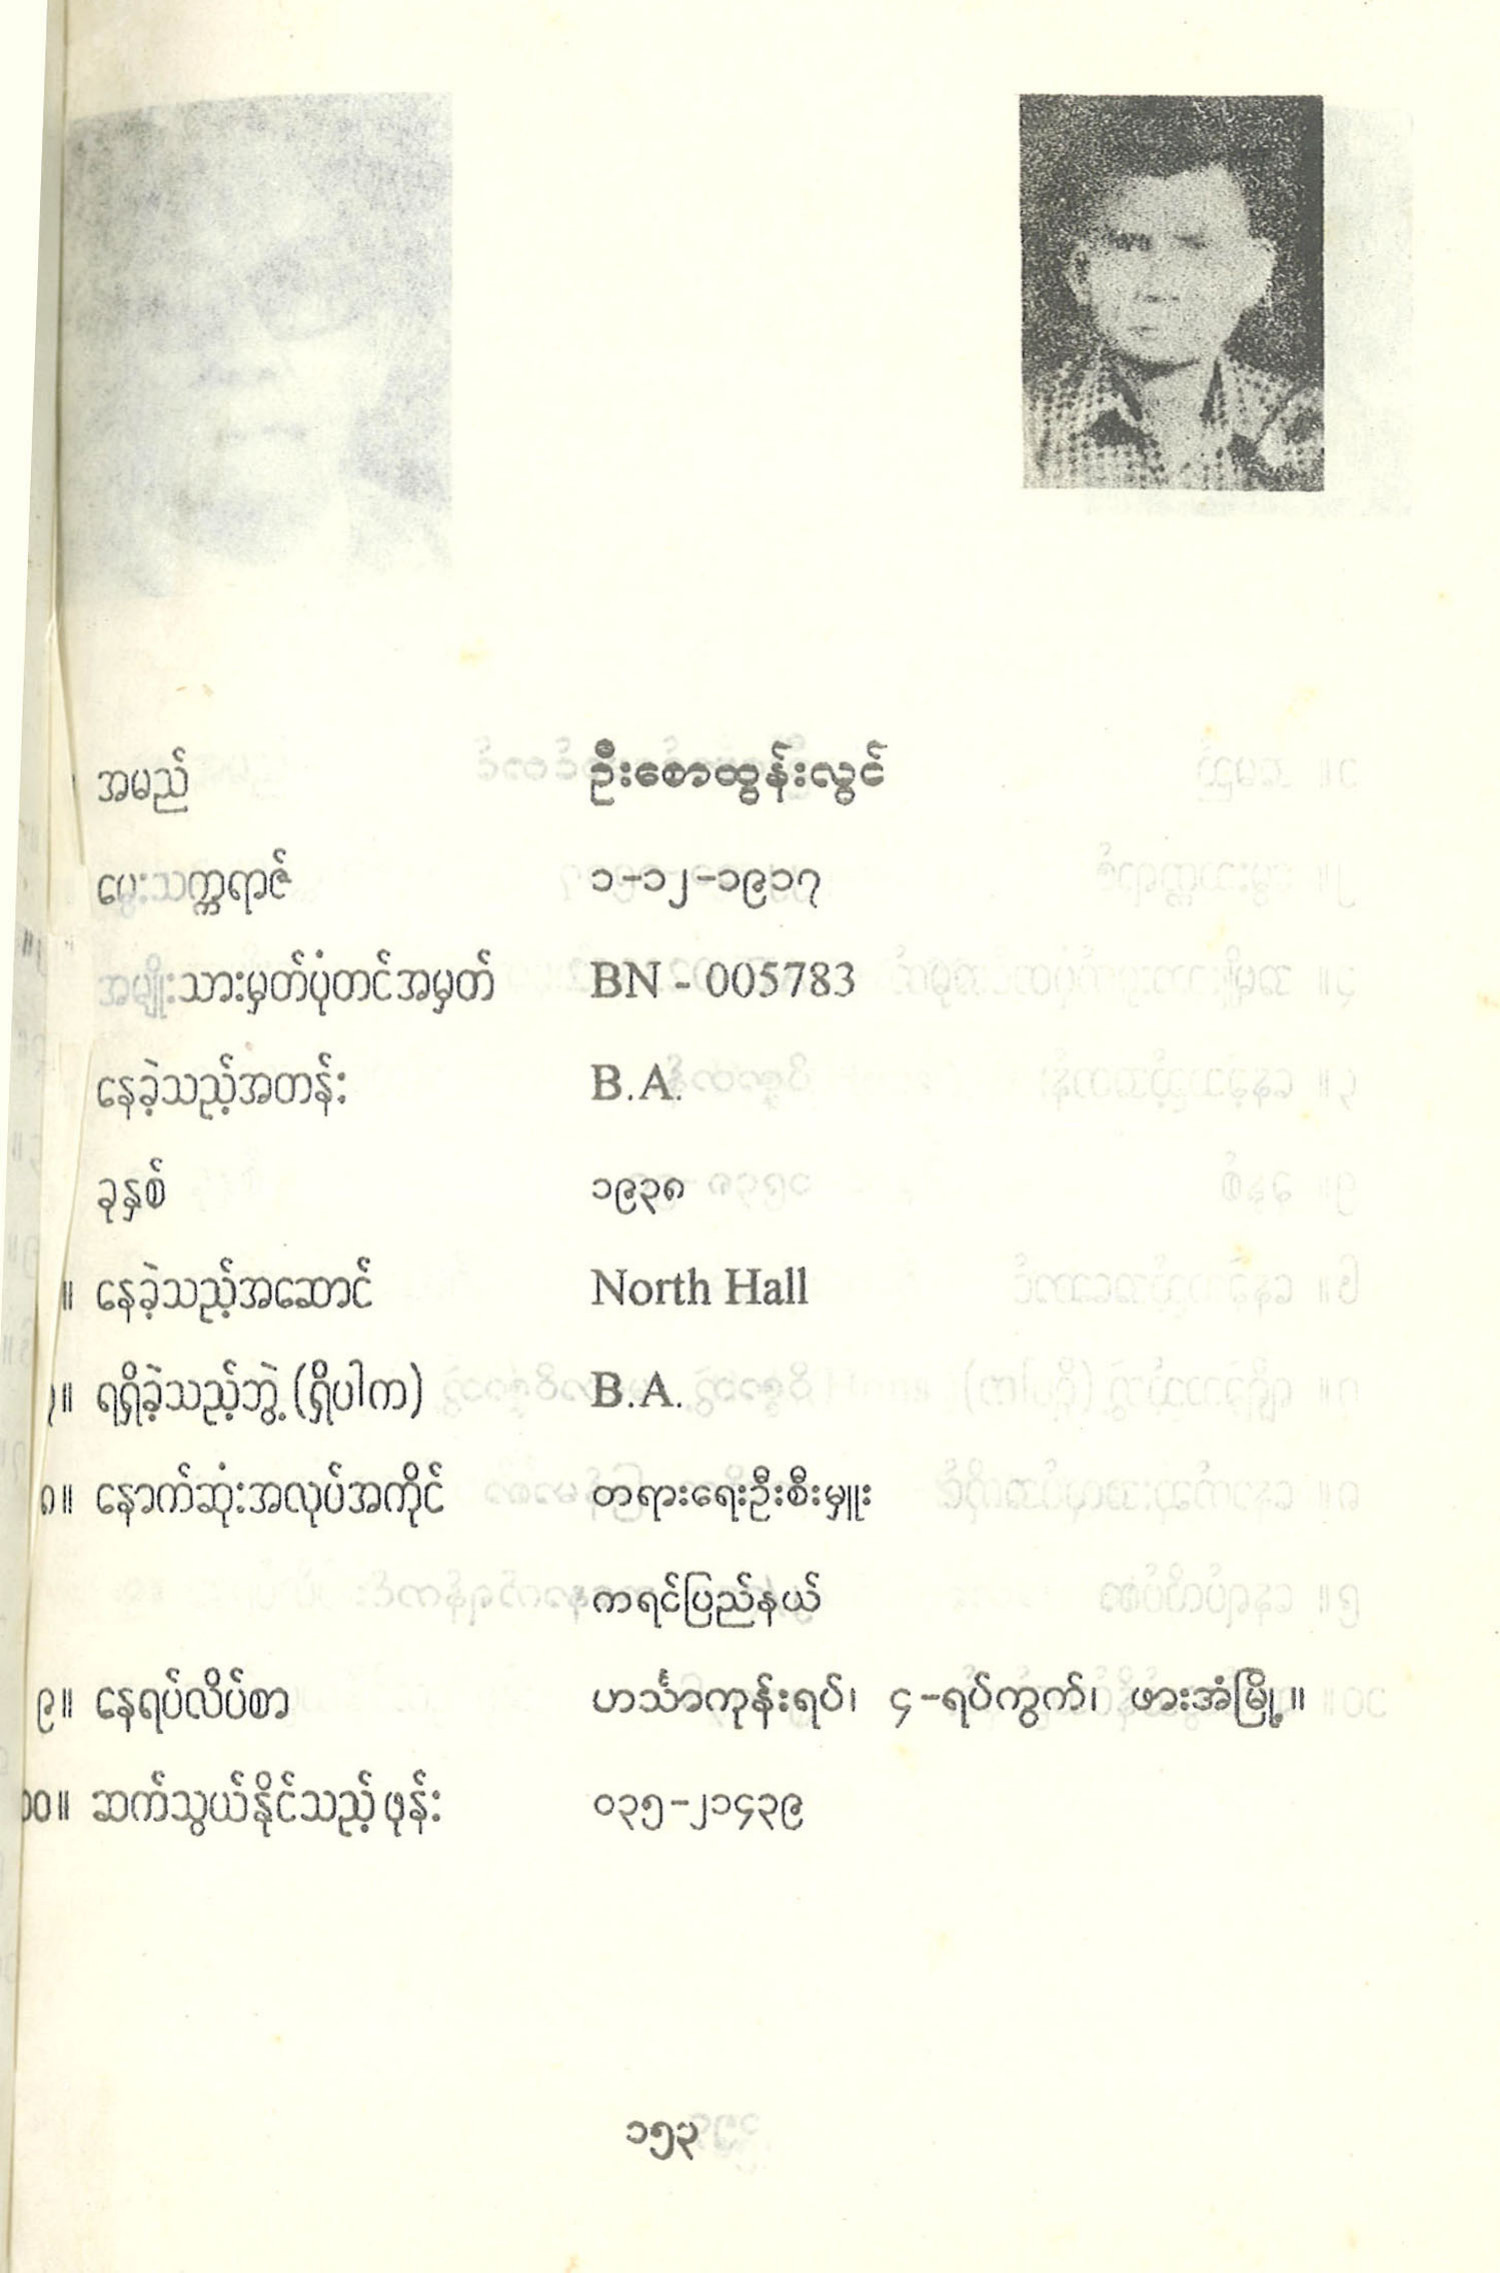 အမည် ဦးစောထွန်းလွင်
မွေးသက္ကရာဇ် ၁-၁၂-၁၉၁၇
အမျိုးသားမှတ်ပုံတင်အမှတ် BN - 005783
နေခဲ့သည့်အတန်း B.A.
ခုနှစ် ၁၉၃၈
॥ နေခဲ့သည့်အဆောင် North Hall
၇။ ရရှိခဲ့သည့်ဘွဲ့ (ရှိပါက) B.A.
၈။ နောက်ဆုံးအလုပ်အကိုင် တရားရေးဦးစီးမှူး
ကရင်ပြည်နယ်
၉။ နေရပ်လိပ်စာ ဟင်္သာကုန်းရပ်၊ ၄-ရပ်ကွက်၊ ဖားအံမြို့။
၁၀။ ဆက်သွယ်နိုင်သည့်ဖုန်း ၀၃၅-၂၁၄၃၉
၁၅၃